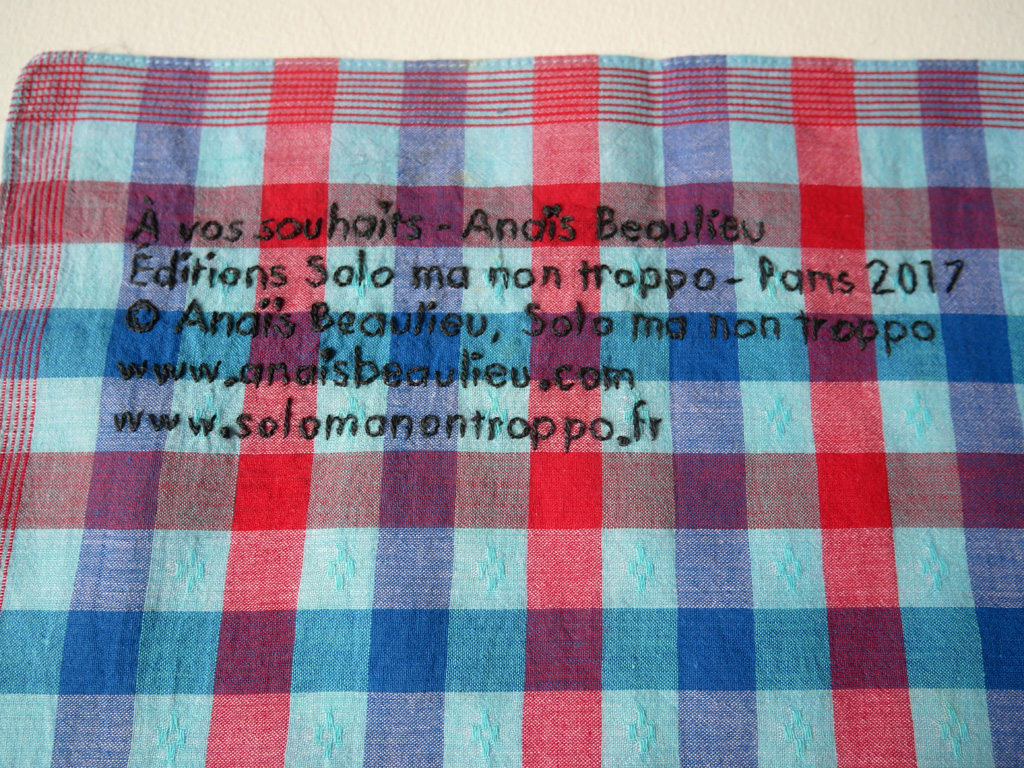 À vos souhaits - Anaïs Beaulieu
Éditions Solo ma non troppo - Paris 2017
© Anaïs Beaulieu, Solo ma non troppo
www.anaisbeaulieu.com
www.solomanontroppo.fr